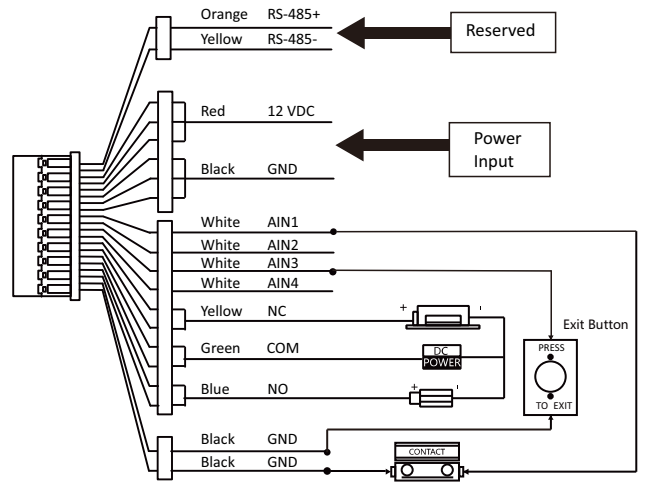 Orange RS-485+
Yellow RS-485-
Reserved
Red 12 VDC
Power
Input
Black GND
White AIN1
White AIN2
White AIN3
White AIN4
Yellow NC
+ -
Exit Button
Green COM
DC
POWER
PRESS
TO EXIT
Blue NO
+ -
Black GND
Black GND
CONTACT